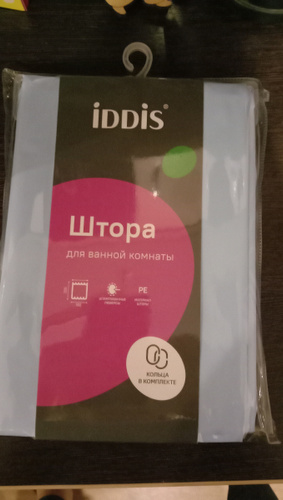 iDDiS®
Штора
для ванной комнаты
PE
КОЛЬЦА
В КОМПЛЕКТЕ